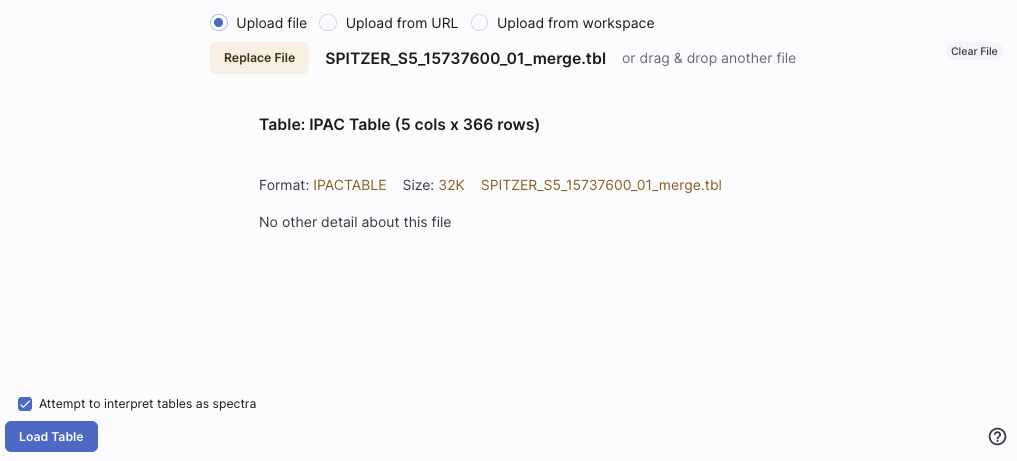 Upload file Upload from URL Upload from workspace
Replace File SPITZER_S5_15737600_01_merge.tbl or drag & drop another file Clear File
Table: IPAC Table (5 cols x 366 rows)
Format: IPACTABLE Size: 32K SPITZER_S5_15737600_01_merge.tbl
No other detail about this file
Attempt to interpret tables as spectra
Load Table ?